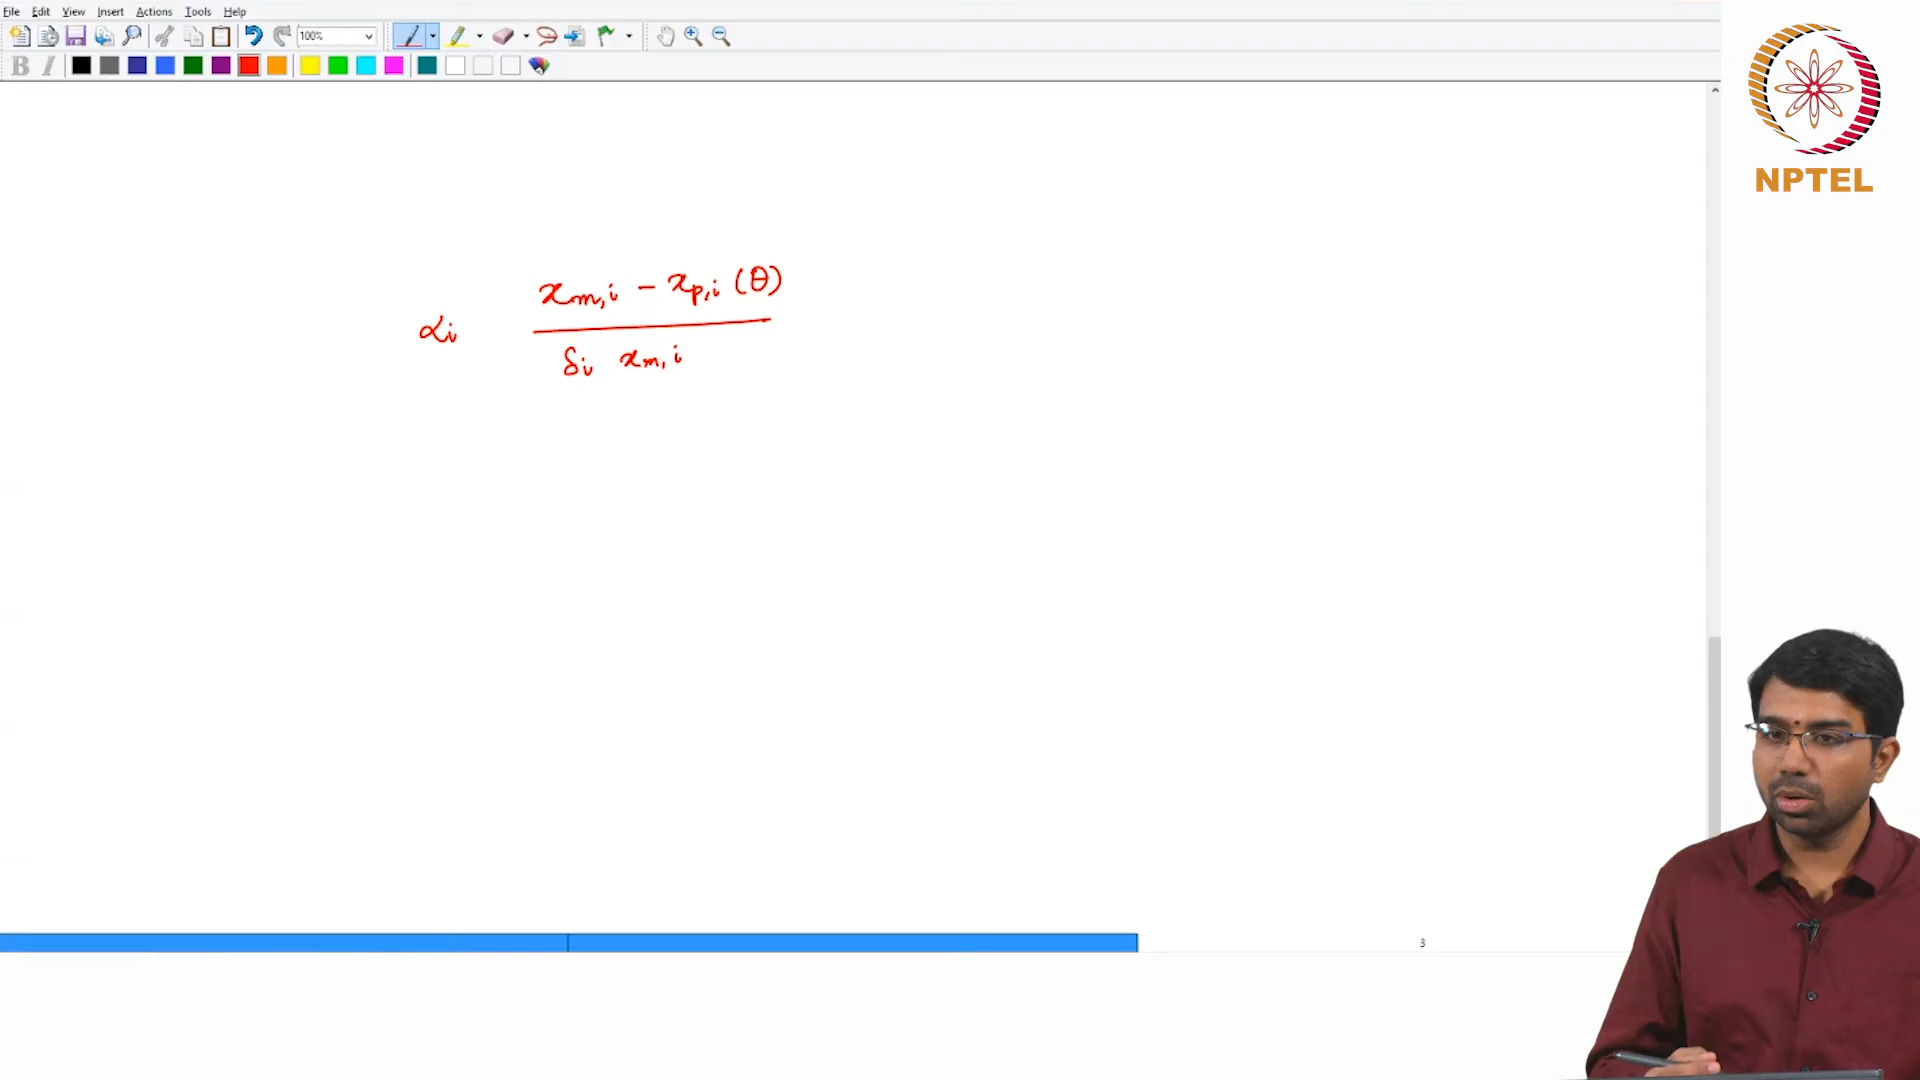 File Edit View Insert Actions Tools Help
100%
B I
NPTEL
x_{m,i} - x_{p,i} (θ)
α_i
δ_i x_{m,i}
3